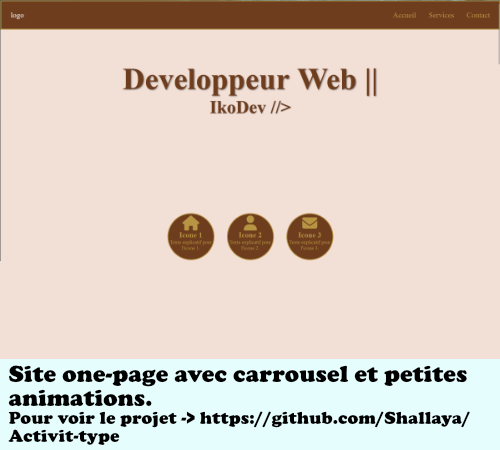 logo
Accueil Services Contact
Developpeur Web ||
IkoDev //>
Icone 1 Icone 2 Icone 3
Texte explicatif pour Texte explicatif pour Texte explicatif pour
l'icone 1 l'icone 2 l'icone 3
Site one-page avec carrousel et petites
animations.
Pour voir le projet -> https://github.com/Shallaya/
Activit-type